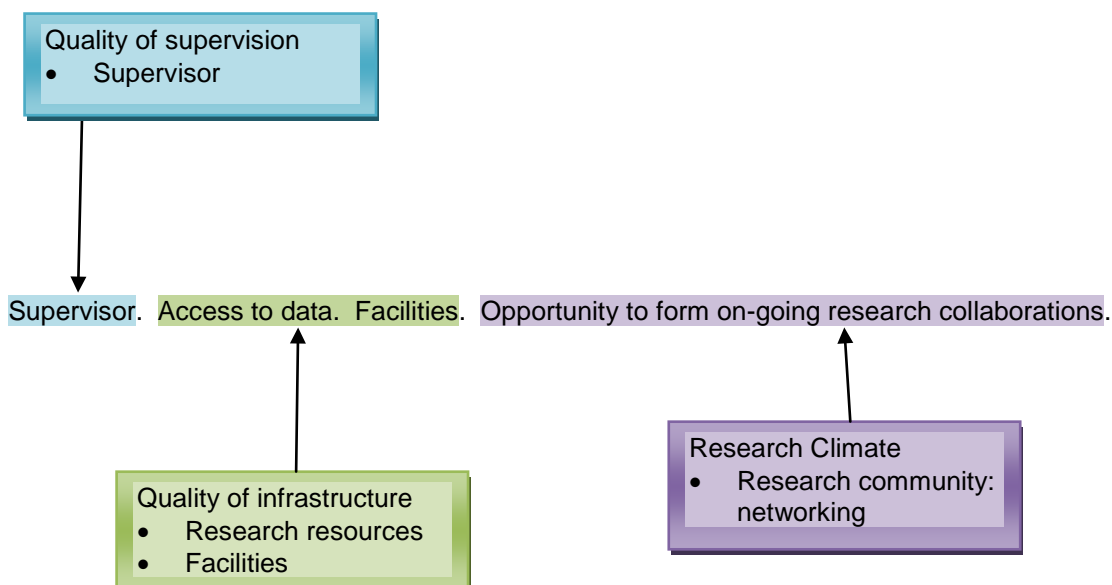 Quality of supervision
• Supervisor
Supervisor. Access to data. Facilities. Opportunity to form on-going research collaborations.
Quality of infrastructure
• Research resources
• Facilities
Research Climate
• Research community:
networking